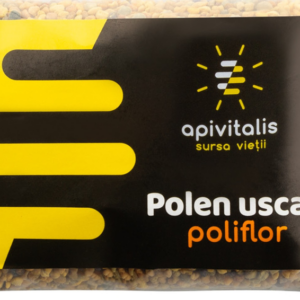 apivitalis
sursa vieții
Polen usca
poliflor